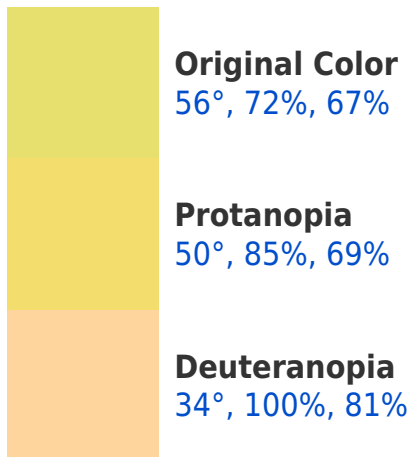 Original Color
56°, 72%, 67%
Protanopia
50°, 85%, 69%
Deuteranopia
34°, 100%, 81%